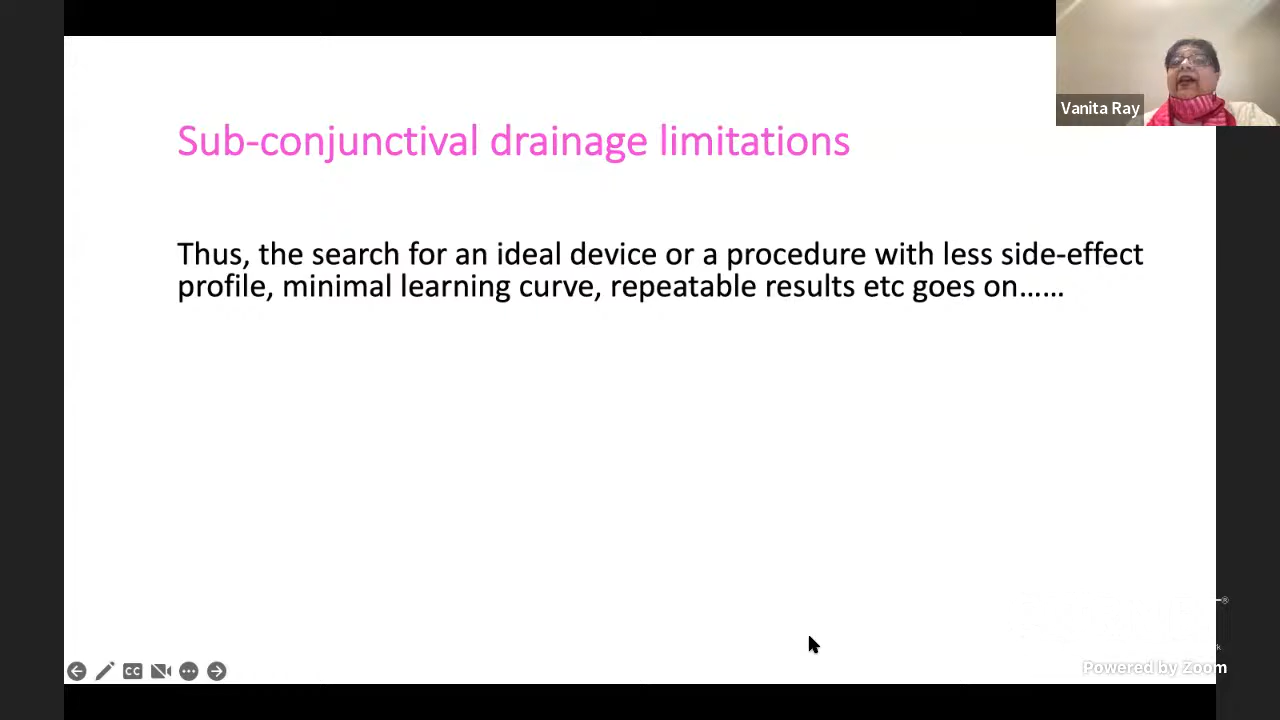 Vanita Ray
Sub-conjunctival drainage limitations
Thus, the search for an ideal device or a procedure with less side-effect
profile, minimal learning curve, repeatable results etc goes on......
CC
Powered by Zoom